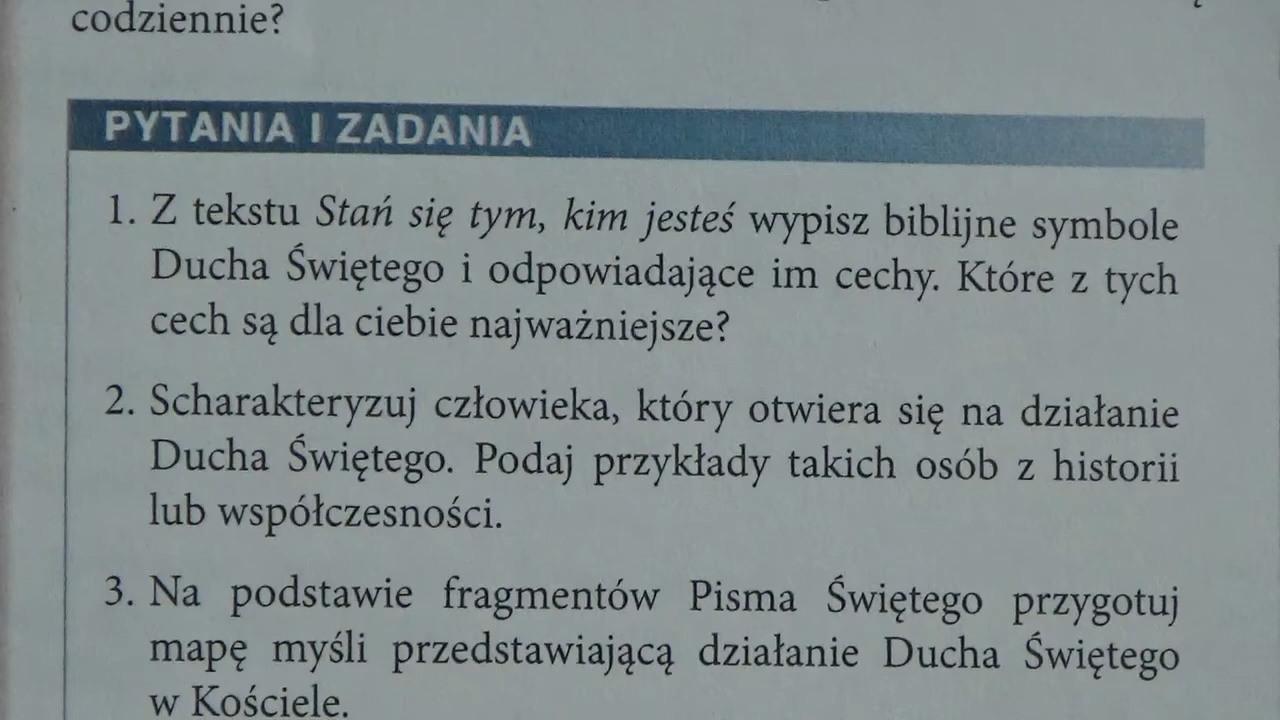 codziennie?
PYTANIA I ZADANIA
1. Z tekstu Stań się tym, kim jesteś wypisz biblijne symbole
Ducha Świętego i odpowiadające im cechy. Które z tych
cech są dla ciebie najważniejsze?
2. Scharakteryzuj człowieka, który otwiera się na działanie
Ducha Świętego. Podaj przykłady takich osób z historii
lub współczesności.
3. Na podstawie fragmentów Pisma Świętego przygotuj
mapę myśli przedstawiającą działanie Ducha Świętego
w Kościele.